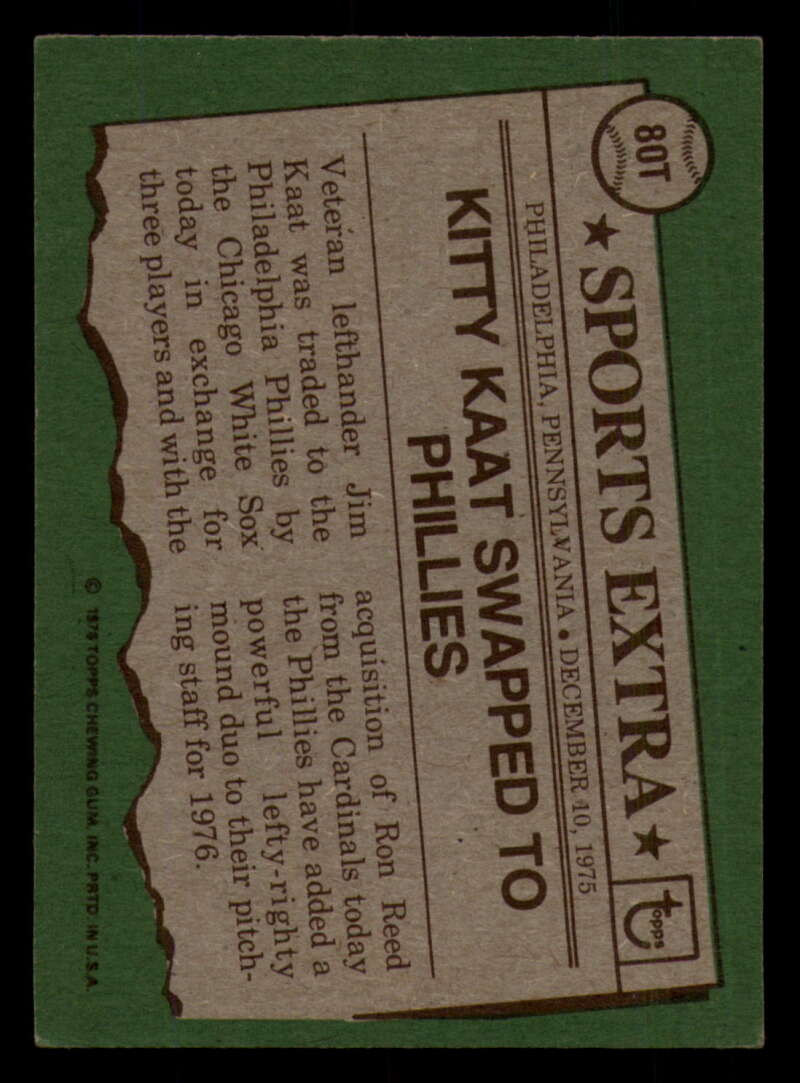 80T
★ SPORTS EXTRA ★
topps
PHILADELPHIA, PENNSYLVANIA • DECEMBER 10, 1975
KITTY KAAT SWAPPED TO
PHILLIES
Veteran lefthander Jim
Kaat was traded to the
Philadelphia Phillies by
the Chicago White Sox
today in exchange for
three players and with the
acquisition of Ron Reed
from the Cardinals today
the Phillies have added a
powerful lefty-righty
mound duo to their pitch-
ing staff for 1976.
© 1976 TOPPS CHEWING GUM, INC. PRTD. IN U.S.A.